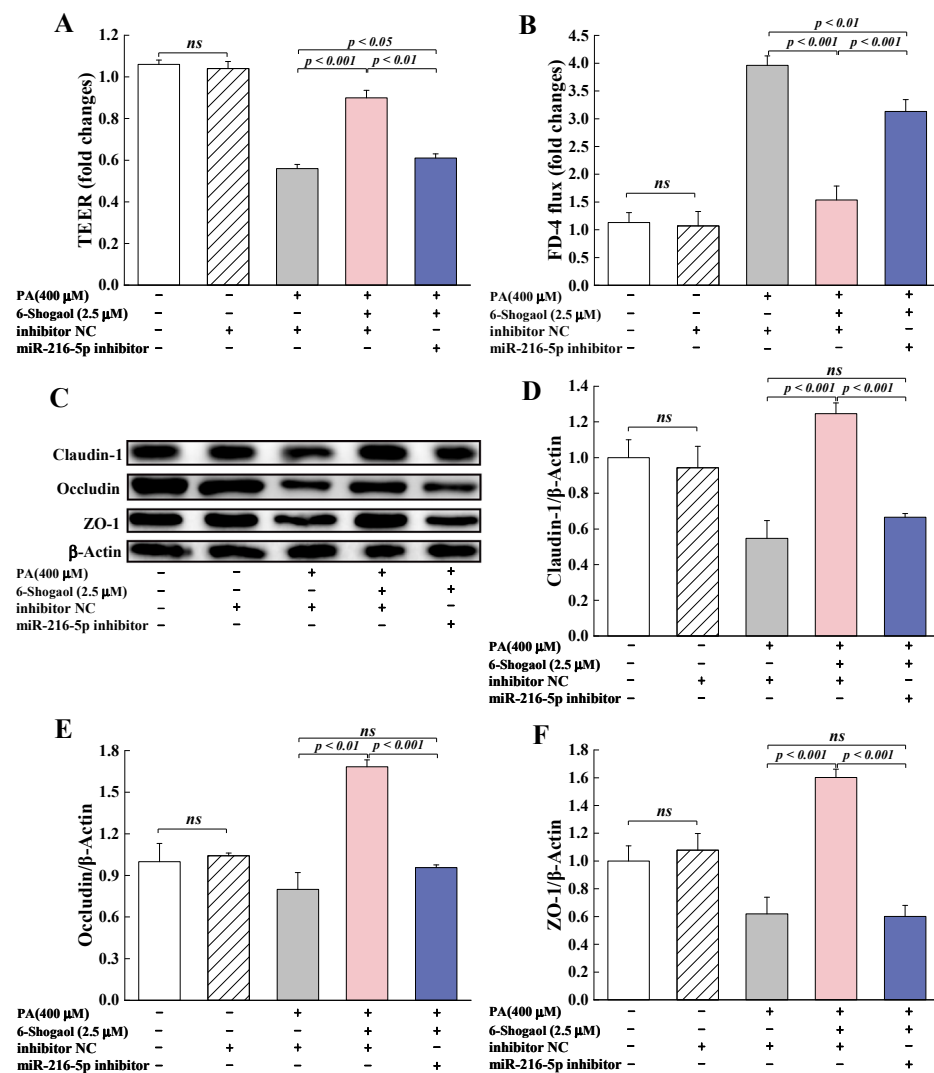 A
TEER (fold changes)
1.2
1.0
0.8
0.6
0.4
0.2
0.0
ns
p < 0.05
p < 0.001
p < 0.01
PA(400 μM) – – + + +
6-Shogaol (2.5 μM) – – – + +
inhibitor NC – + + + –
miR-216-5p inhibitor – – – – +
B
FD-4 flux (fold changes)
4.0
3.5
3.0
2.5
2.0
1.5
1.0
0.5
ns
p < 0.01
p < 0.001
p < 0.001
PA(400 μM) – – + + +
6-Shogaol (2.5 μM) – – – + +
inhibitor NC – + + + –
miR-216-5p inhibitor – – – – +
C
Claudin-1
Occludin
ZO-1
β-Actin
PA(400 μM) – – + + +
6-Shogaol (2.5 μM) – – – + +
inhibitor NC – + + + –
miR-216-5p inhibitor – – – – +
D
Claudin-1/β-Actin
1.4
1.2
1.0
0.8
0.6
0.4
0.2
0.0
ns
ns
p < 0.001
p < 0.001
PA(400 μM) – – + + +
6-Shogaol (2.5 μM) – – – + +
inhibitor NC – + + + –
miR-216-5p inhibitor – – – – +
E
Occludin/β-Actin
1.8
1.5
1.2
0.9
0.6
0.3
0.0
ns
ns
p < 0.01
p < 0.001
PA(400 μM) – – + + +
6-Shogaol (2.5 μM) – – – + +
inhibitor NC – + + + –
miR-216-5p inhibitor – – – – +
F
ZO-1/β-Actin
1.8
1.6
1.4
1.2
1.0
0.8
0.6
0.4
0.2
0.0
ns
ns
p < 0.001
p < 0.001
PA(400 μM) – – + + +
6-Shogaol (2.5 μM) – – – + +
inhibitor NC – + + + –
miR-216-5p inhibitor – – – – +